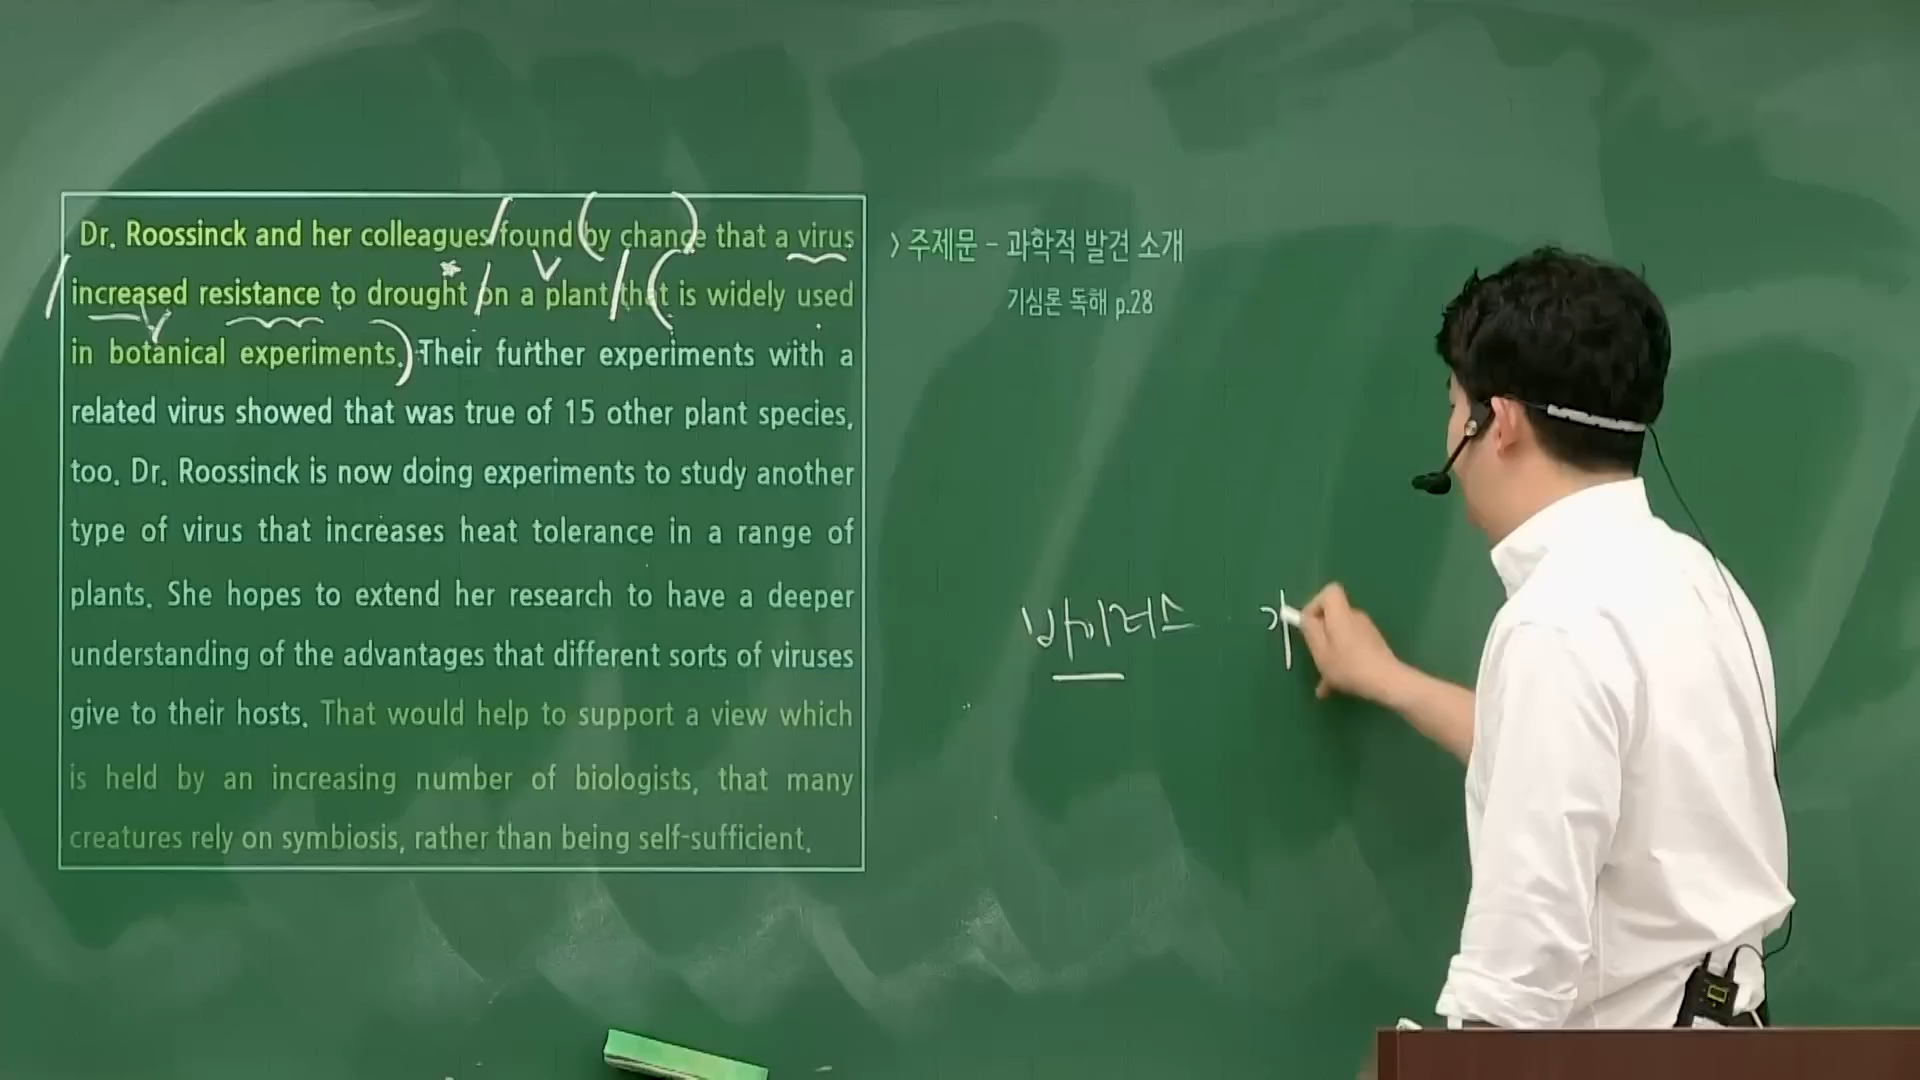 Dr. Roossinck and her colleagues found by chance that a virus
increased resistance to drought on a plant that is widely used
in botanical experiments. Their further experiments with a
related virus showed that was true of 15 other plant species,
too. Dr. Roossinck is now doing experiments to study another
type of virus that increases heat tolerance in a range of
plants. She hopes to extend her research to have a deeper
understanding of the advantages that different sorts of viruses
give to their hosts. That would help to support a view which
is held by an increasing number of biologists, that many
creatures rely on symbiosis, rather than being self-sufficient.
> 주제문 - 과학적 발견 소개
기심론 독해 p.28
바이러스 가